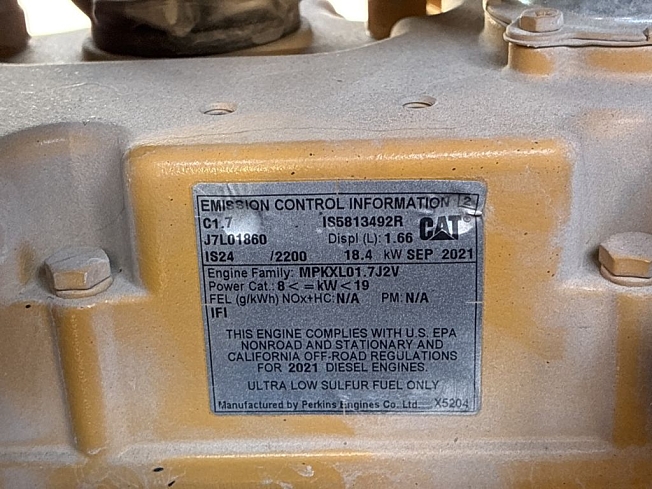 EMISSION CONTROL INFORMATION 2
C1.7 IS5813492R CAT
J7L01860 Displ (L): 1.66
IS24 /2200 18.4 kW SEP 2021
Engine Family: MPKXL01.7J2V
Power Cat.: 8 < = kW < 19
FEL (g/kWh) NOx+HC: N/A PM: N/A
IFI
THIS ENGINE COMPLIES WITH U.S. EPA
NONROAD AND STATIONARY AND
CALIFORNIA OFF-ROAD REGULATIONS
FOR 2021 DIESEL ENGINES.
ULTRA LOW SULFUR FUEL ONLY
Manufactured by Perkins Engines Co. Ltd X5204